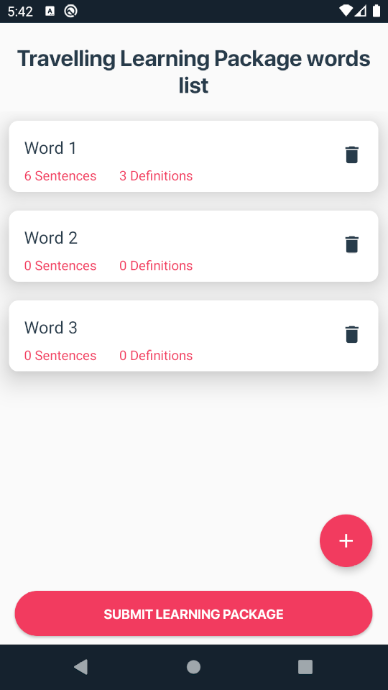 5:42
Travelling Learning Package words
list
Word 1
6 Sentences 3 Definitions
Word 2
0 Sentences 0 Definitions
Word 3
0 Sentences 0 Definitions
+
SUBMIT LEARNING PACKAGE